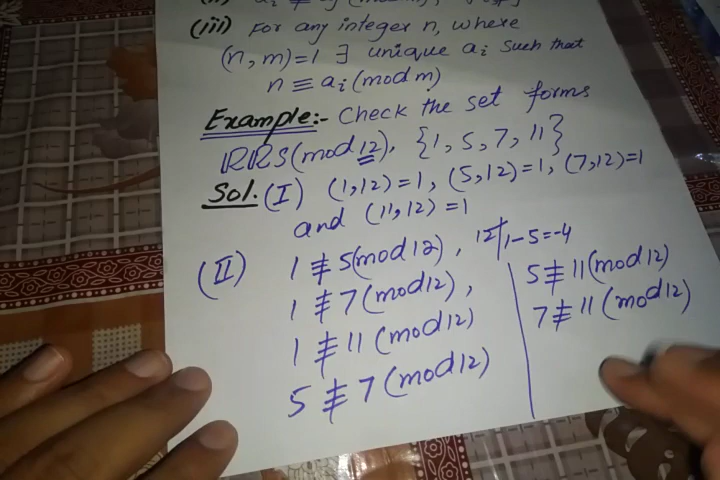 (iii) For any integer n, where
(n, m)=1 ∃ unique aᵢ such that
n ≡ aᵢ (mod m)
Example:- Check the set forms
RRS(mod 12), {1, 5, 7, 11}
Sol. (I) (1,12)=1, (5,12)=1, (7,12)=1
and (11,12)=1
(II) 1 ≢ 5(mod 12), 12∤1-5=-4
1 ≢ 7(mod 12),
1 ≢ 11(mod 12)
5 ≢ 7(mod 12)
5 ≢ 11(mod 12)
7 ≢ 11(mod 12)